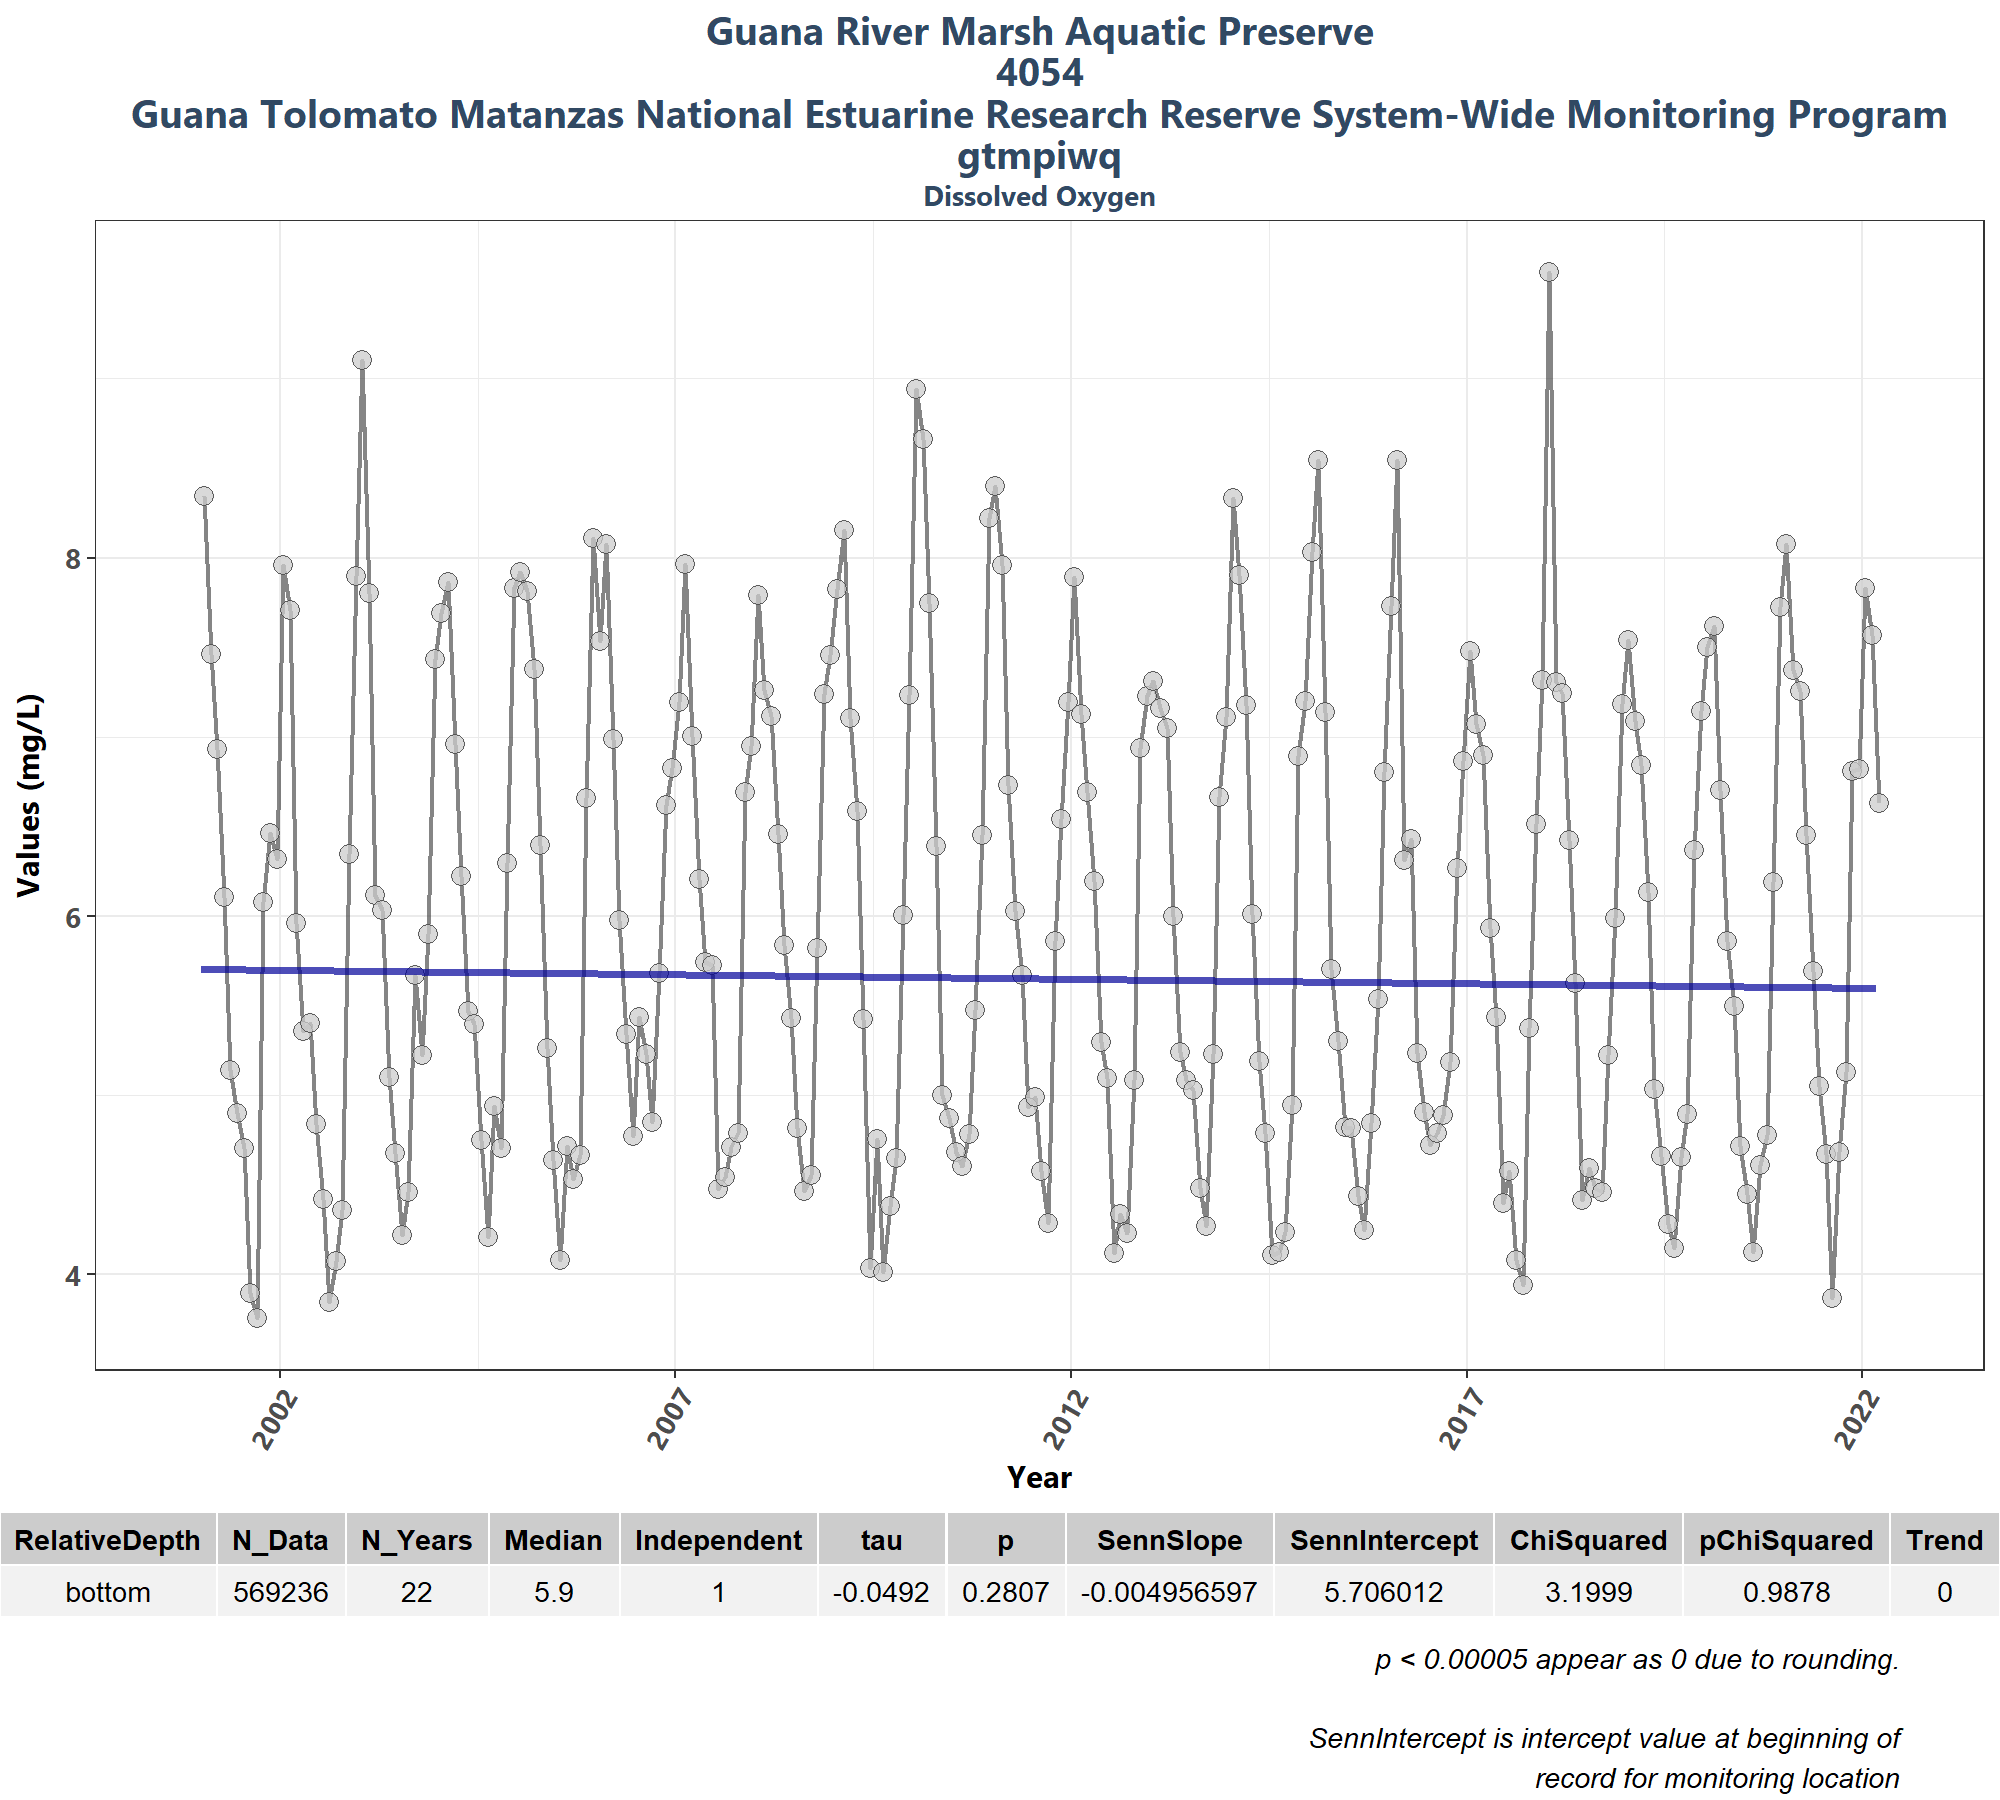 Guana River Marsh Aquatic Preserve
4054
Guana Tolomato Matanzas National Estuarine Research Reserve System-Wide Monitoring Program
gtmpiwq
Dissolved Oxygen
Values (mg/L)
8
6
4
2002 2007 2012 2017 2022
Year
RelativeDepth N_Data N_Years Median Independent tau p SennSlope SennIntercept ChiSquared pChiSquared Trend
bottom 569236 22 5.9 1 -0.0492 0.2807 -0.004956597 5.706012 3.1999 0.9878 0
p < 0.00005 appear as 0 due to rounding.
SennIntercept is intercept value at beginning of
record for monitoring location